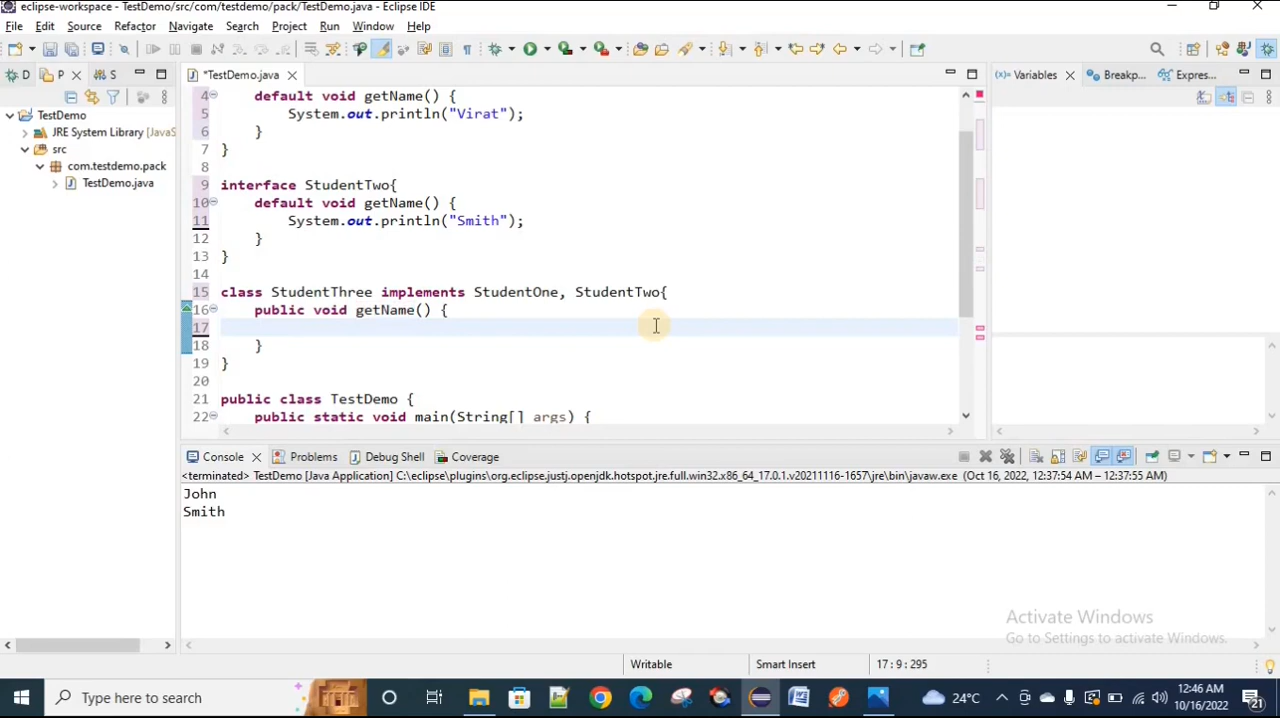 eclipse-workspace - TestDemo/src/com/testdemo/pack/TestDemo.java - Eclipse IDE
File Edit Source Refactor Navigate Search Project Run Window Help
D P S
*TestDemo.java
(x)= Variables Breakp... Expres...
TestDemo
JRE System Library [JavaS
src
com.testdemo.pack
TestDemo.java
4 default void getName() {
5 System.out.println("Virat");
6 }
7 }
8
9 interface StudentTwo{
10 default void getName() {
11 System.out.println("Smith");
12 }
13 }
14
15 class StudentThree implements StudentOne, StudentTwo{
16 public void getName() {
17
18 }
19 }
20
21 public class TestDemo {
22 public static void main(String[] args) {
Console Problems Debug Shell Coverage
<terminated> TestDemo [Java Application] C:\eclipse\plugins\org.eclipse.justj.openjdk.hotspot.jre.full.win32.x86_64_17.0.1.v20211116-1657\jre\bin\javaw.exe (Oct 16, 2022, 12:37:54 AM – 12:37:55 AM)
John
Smith
Activate Windows
Go to Settings to activate Windows.
Writable Smart Insert 17 : 9 : 295
Type here to search
24°C
12:46 AM
10/16/2022
21